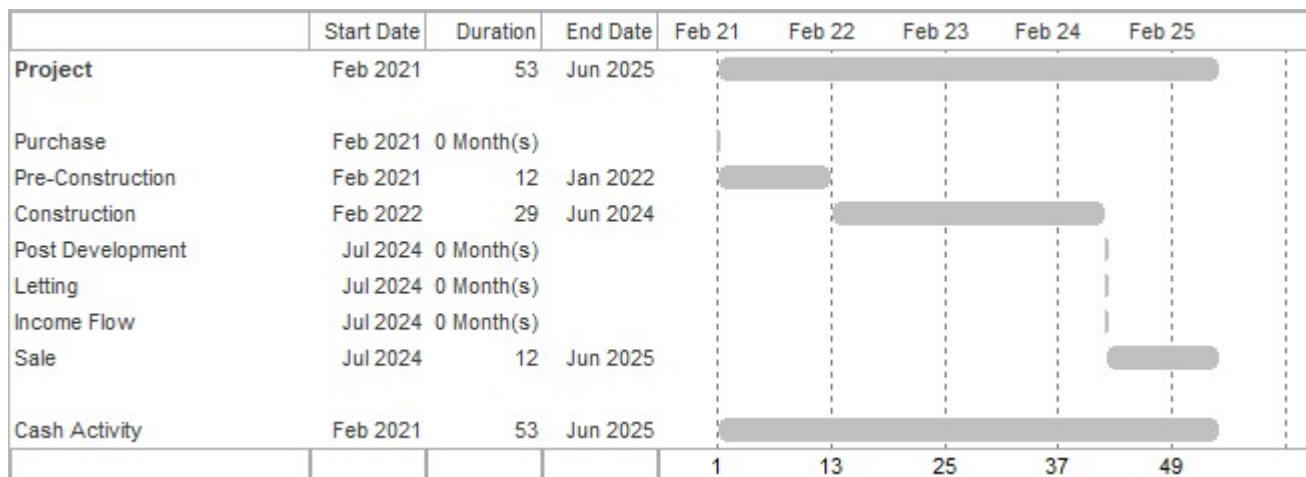 Start Date Duration End Date Feb 21 Feb 22 Feb 23 Feb 24 Feb 25
Project Feb 2021 53 Jun 2025
Purchase Feb 2021 0 Month(s)
Pre-Construction Feb 2021 12 Jan 2022
Construction Feb 2022 29 Jun 2024
Post Development Jul 2024 0 Month(s)
Letting Jul 2024 0 Month(s)
Income Flow Jul 2024 0 Month(s)
Sale Jul 2024 12 Jun 2025
Cash Activity Feb 2021 53 Jun 2025
1 13 25 37 49